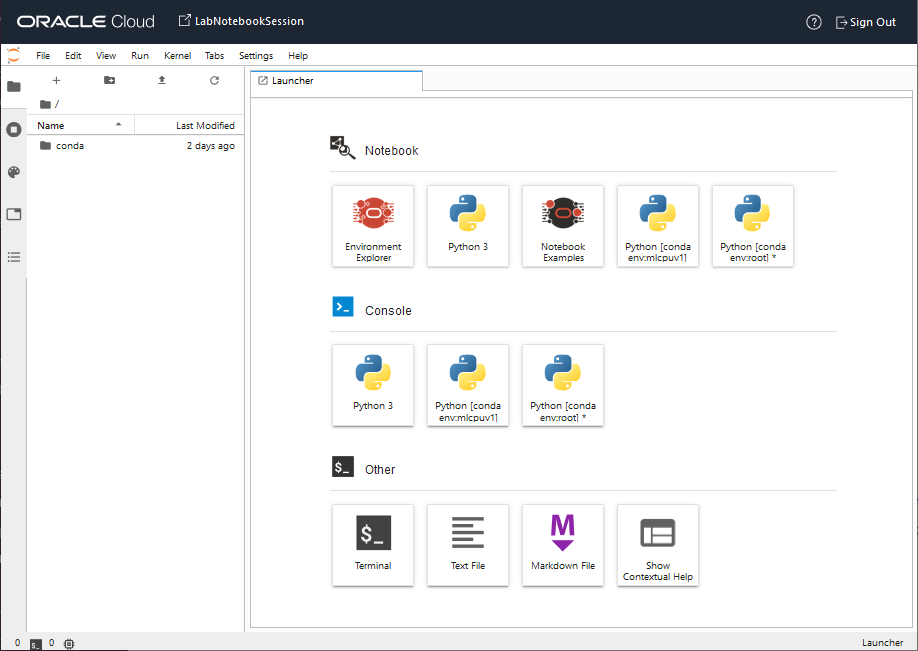 ORACLE Cloud
LabNotebookSession
Sign Out
File Edit View Run Kernel Tabs Settings Help
Launcher
/
Name Last Modified
conda 2 days ago
Notebook
Environment
Explorer
Python 3
Notebook
Examples
Python [conda
env:mlcpuv1]
Python [conda
env:root] *
Console
Python 3
Python [conda
env:mlcpuv1]
Python [conda
env:root] *
$_ Other
$_
Terminal
Text File
M
Markdown File
Show
Contextual Help
0 $_ 0
Launcher